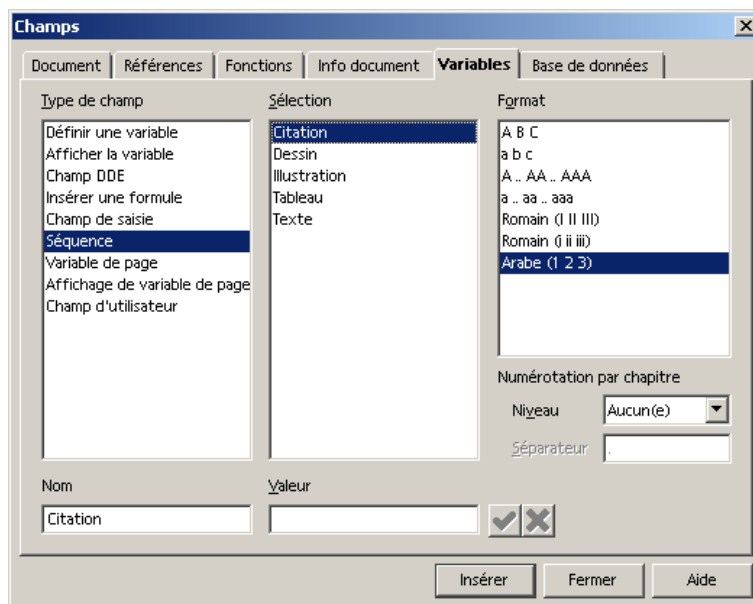 Champs
Document Références Fonctions Info document Variables Base de données
Type de champ
Définir une variable
Afficher la variable
Champ DDE
Insérer une formule
Champ de saisie
Séquence
Variable de page
Affichage de variable de page
Champ d'utilisateur
Sélection
Citation
Dessin
Illustration
Tableau
Texte
Format
A B C
a b c
A .. AA .. AAA
a .. aa .. aaa
Romain (I II III)
Romain (i ii iii)
Arabe (1 2 3)
Numérotation par chapitre
Niveau Aucun(e)
Séparateur .
Nom
Citation
Valeur
Insérer Fermer Aide